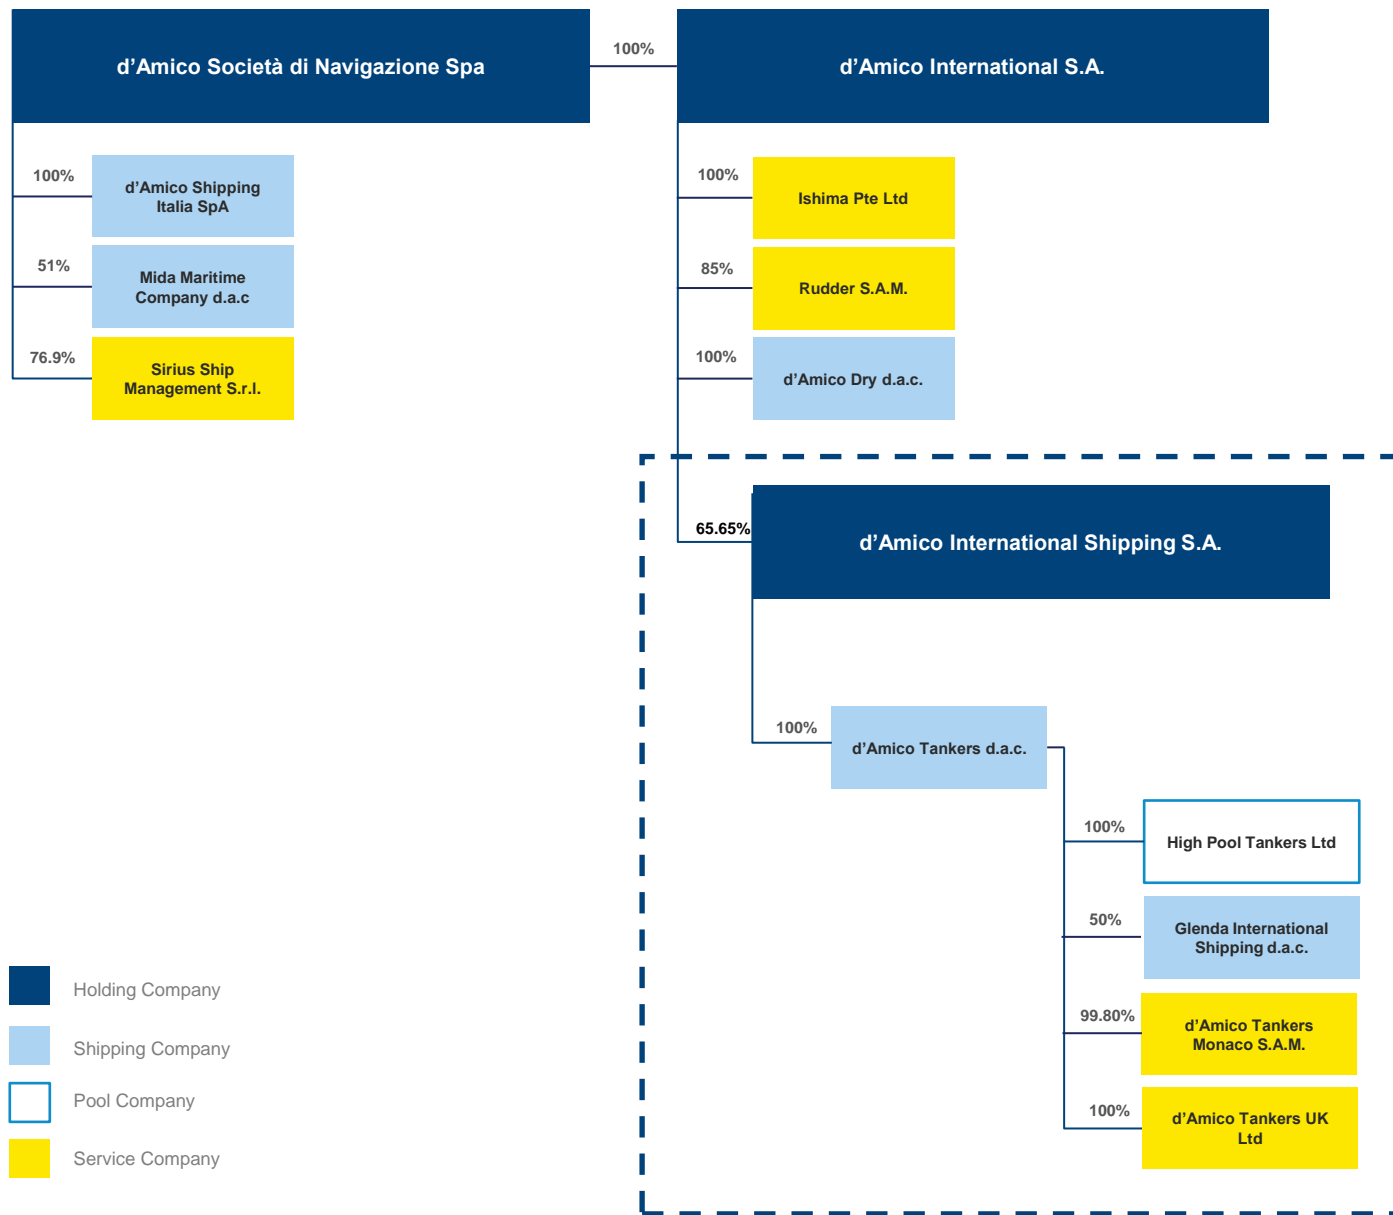 d’Amico Società di Navigazione Spa
100%
d’Amico International S.A.
100%
d’Amico Shipping
Italia SpA
51%
Mida Maritime
Company d.a.c
76.9%
Sirius Ship
Management S.r.l.
100%
Ishima Pte Ltd
85%
Rudder S.A.M.
100%
d’Amico Dry d.a.c.
65.65%
d’Amico International Shipping S.A.
100%
d’Amico Tankers d.a.c.
100%
High Pool Tankers Ltd
50%
Glenda International
Shipping d.a.c.
99.80%
d’Amico Tankers
Monaco S.A.M.
100%
d’Amico Tankers UK
Ltd
Holding Company
Shipping Company
Pool Company
Service Company